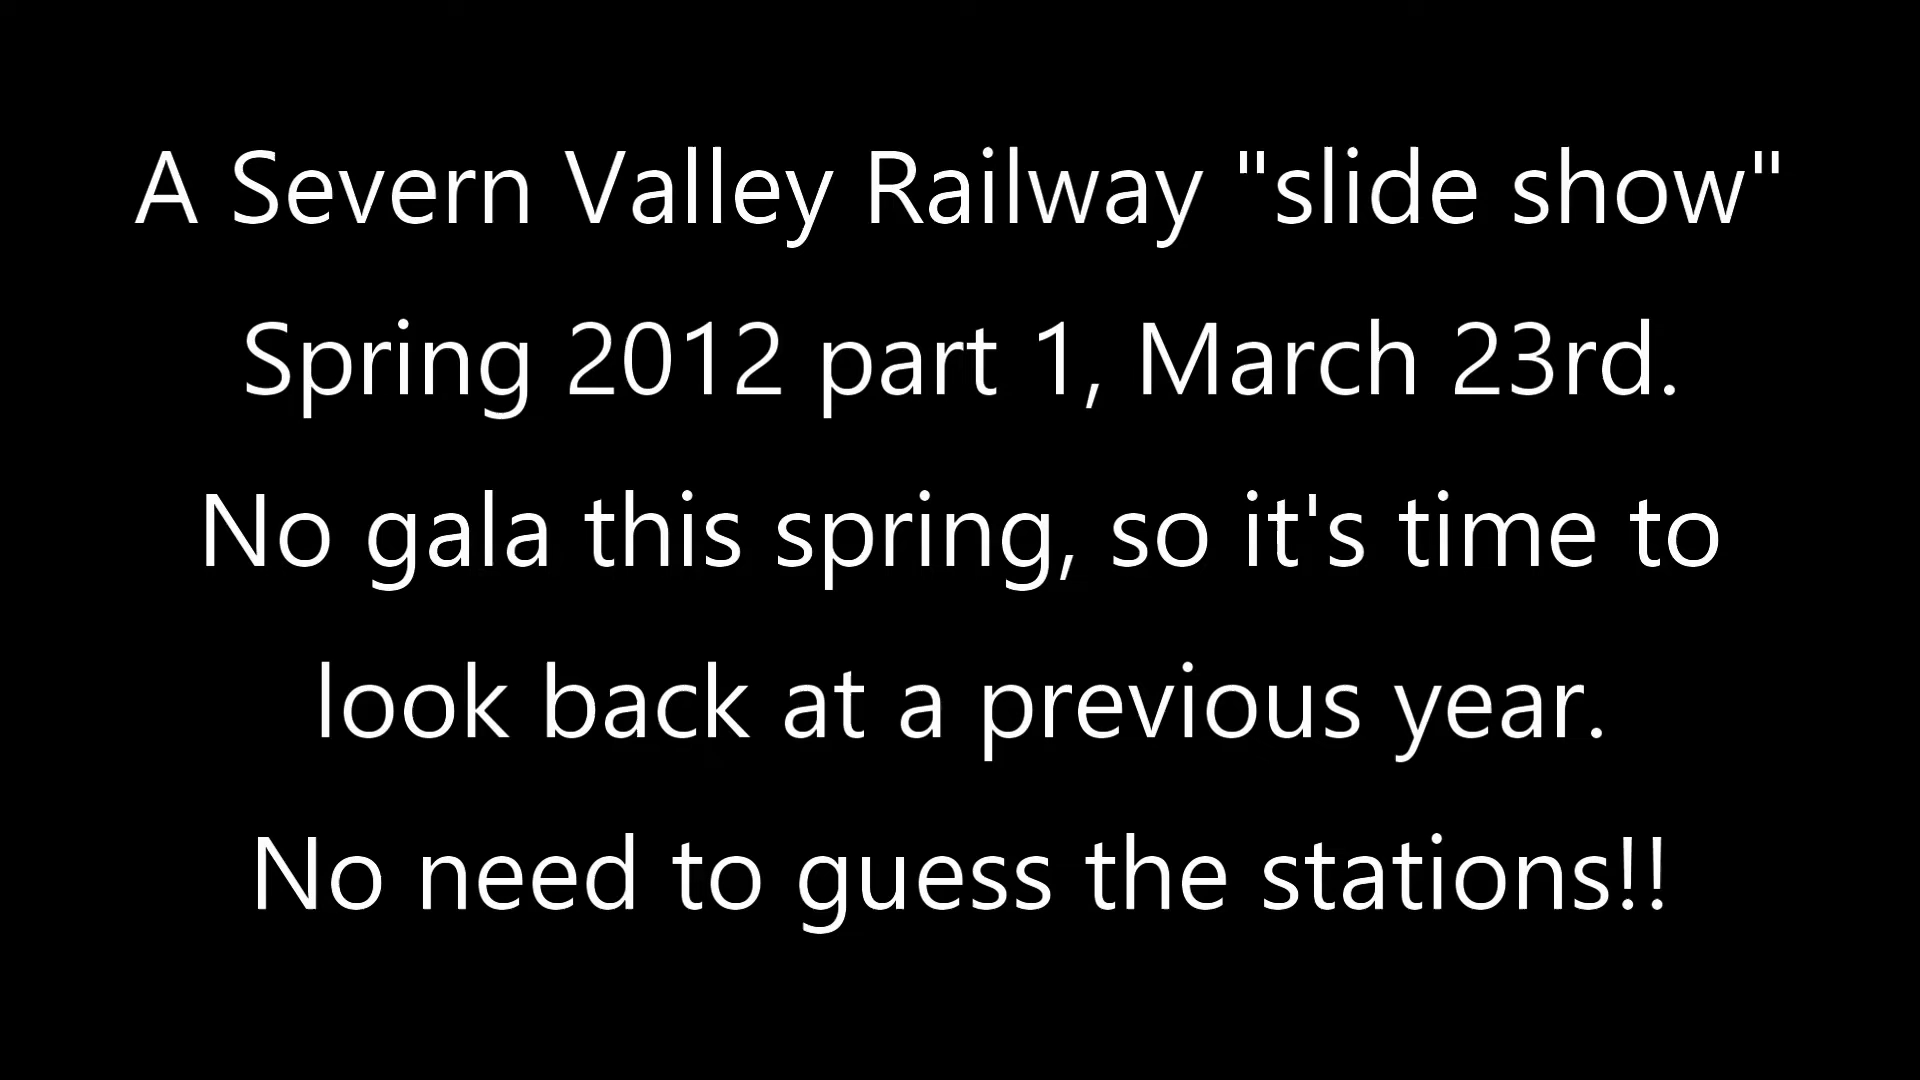 A Severn Valley Railway "slide show"
Spring 2012 part 1, March 23rd.
No gala this spring, so it's time to
look back at a previous year.
No need to guess the stations!!